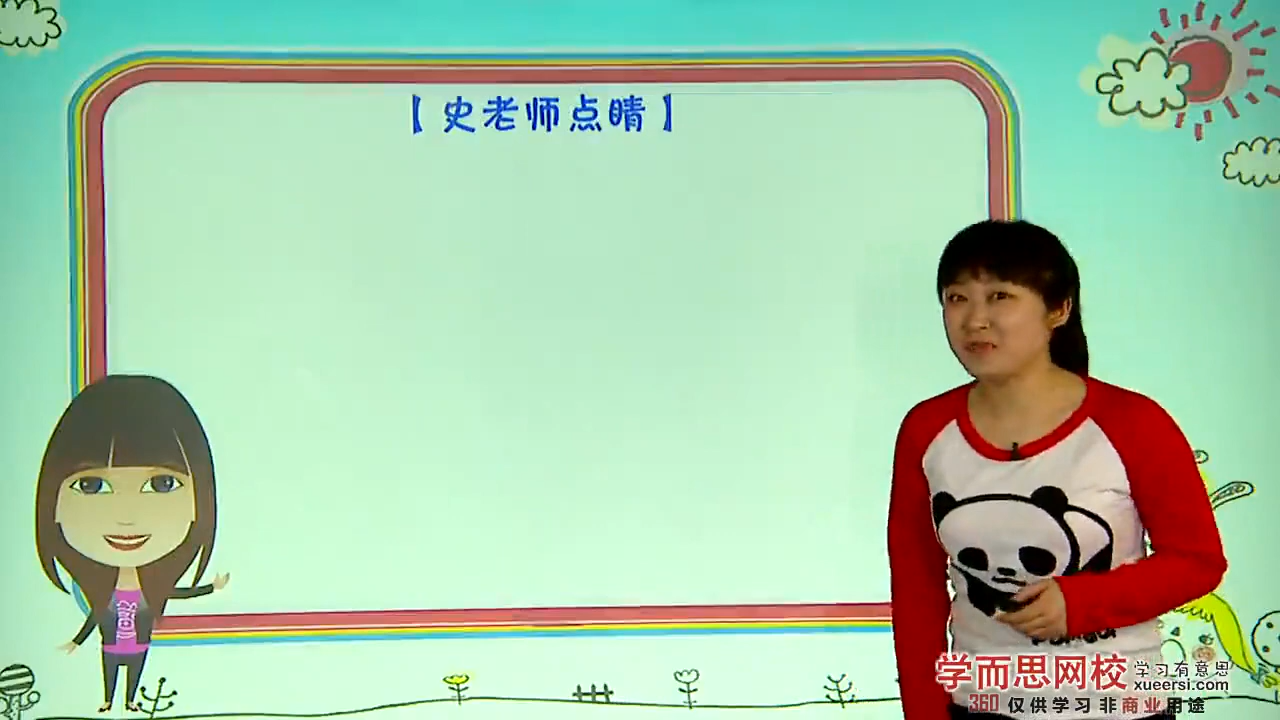 【史老师点睛】
学而思网校 学习有意思
xueersi.com
360 仅供学习 非商业用途